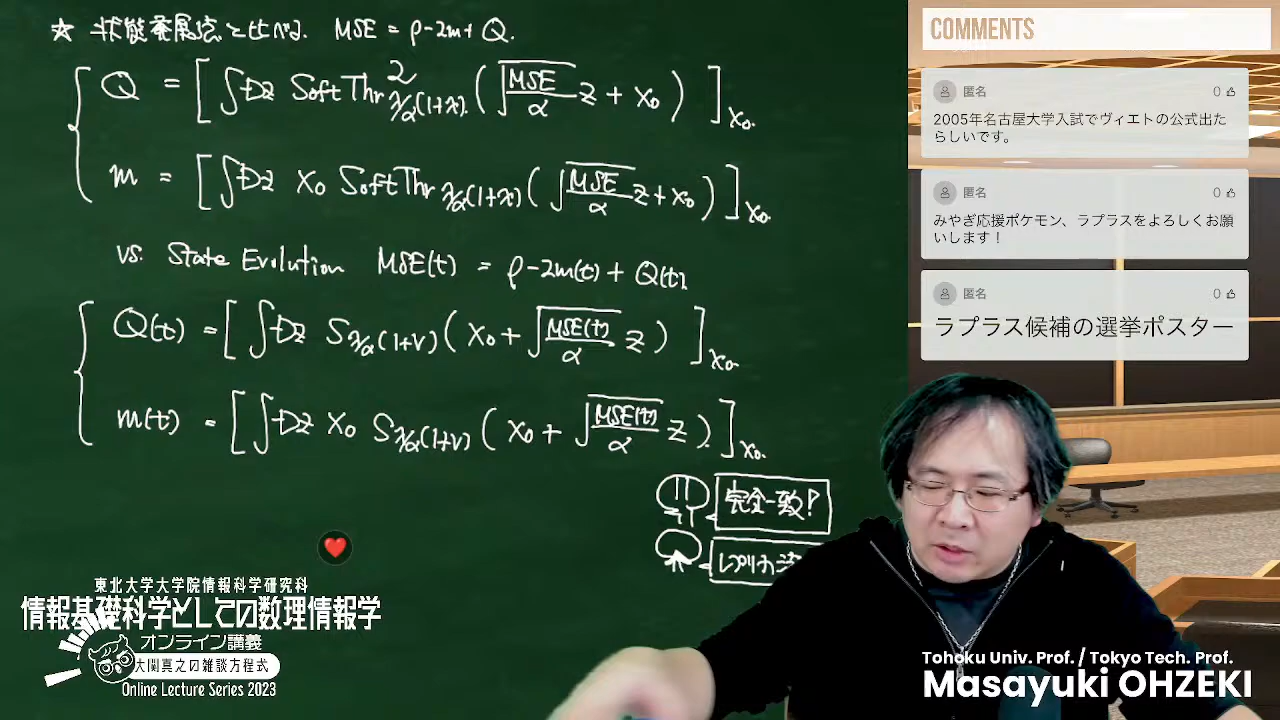 ☆ 状態発展法と比べる. MSE = ρ-2m+Q.
Q = [∫Dz SoftThr²_{λ/α(1+χ)} (√(MSE/α) z + x₀) ]_{x₀}.
m = [∫Dz x₀ SoftThr_{λ/α(1+χ)} (√(MSE/α) z + x₀) ]_{x₀}.
vs. State Evolution MSE(t) = ρ-2m(t)+Q(t).
Q(t) = [∫Dz S_{λ/α(1+V)} (x₀ + √(MSE(t)/α) z) ]_{x₀}.
m(t) = [∫Dz x₀ S_{λ/α(1+V)} (x₀ + √(MSE(t)/α) z) ]_{x₀}.
完全一致!
レプリカ法
東北大学大学院情報科学研究科
情報基礎科学としての数理情報学
オンライン講義
大関真之の雑談方程式
Online Lecture Series 2023
COMMENTS
匿名 0
2005年名古屋大学入試でヴィエトの公式出た
らしいです。
匿名 0
みやぎ応援ポケモン、ラプラスをよろしくお願
いします！
匿名 0
ラプラス候補の選挙ポスター
Tohoku Univ. Prof. / Tokyo Tech. Prof.
Masayuki OHZEKI